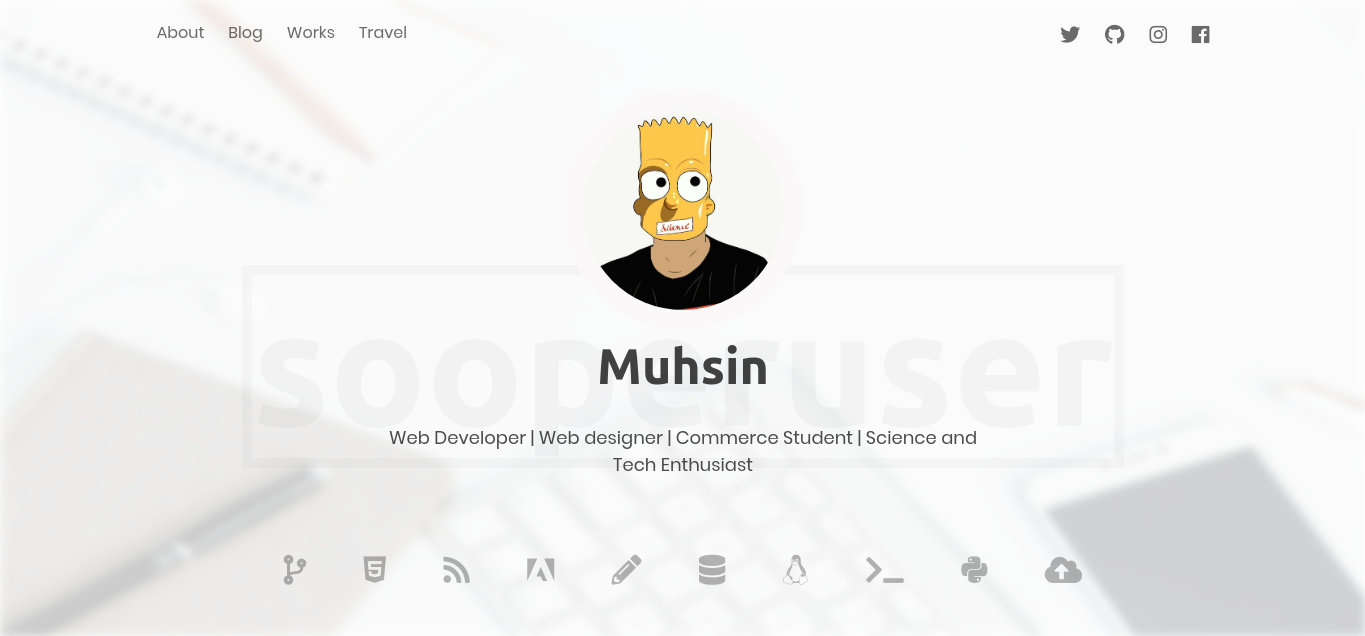 About Blog Works Travel
Science
sooperuser
Muhsin
Web Developer | Web designer | Commerce Student | Science and
Tech Enthusiast